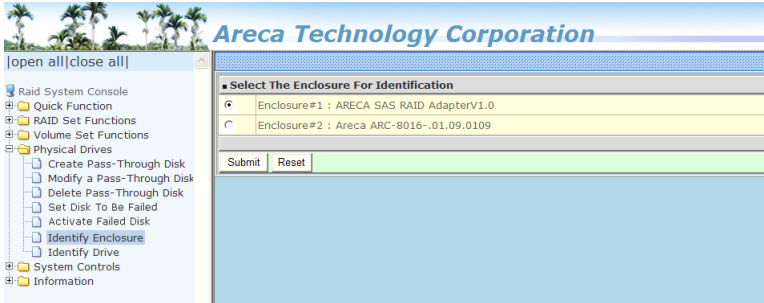 Areca Technology Corporation
|open all|close all|
Raid System Console
Quick Function
RAID Set Functions
Volume Set Functions
Physical Drives
Create Pass-Through Disk
Modify a Pass-Through Disk
Delete Pass-Through Disk
Set Disk To Be Failed
Activate Failed Disk
Identify Enclosure
Identify Drive
System Controls
Information
Select The Enclosure For Identification
Enclosure#1 : ARECA SAS RAID AdapterV1.0
Enclosure#2 : Areca ARC-8016-.01.09.0109
Submit Reset